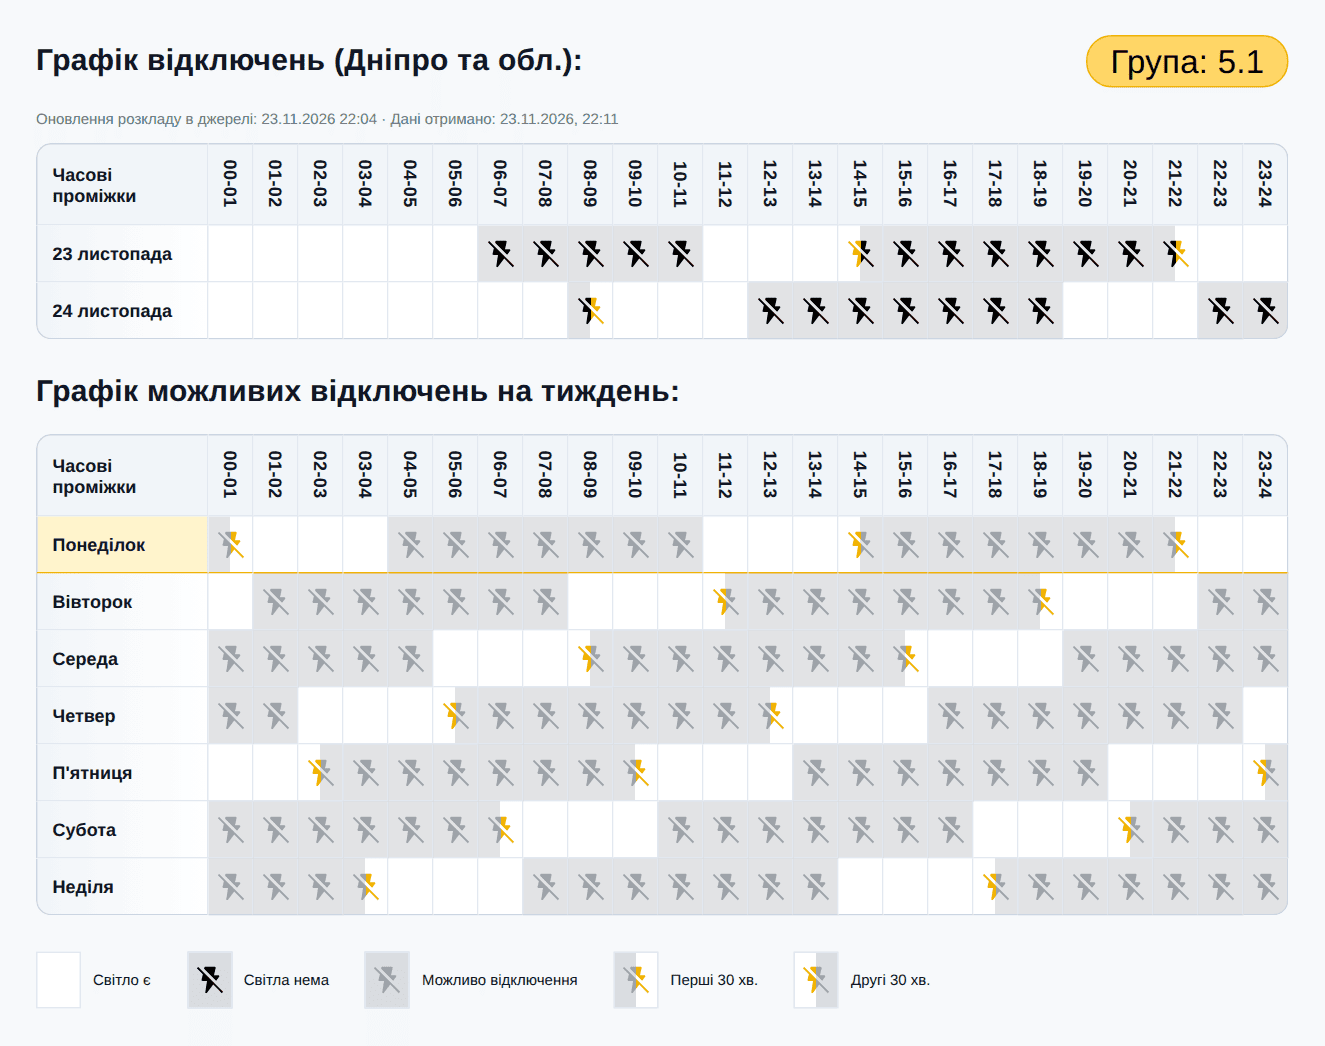 Графік відключень (Дніпро та обл.):
Група: 5.1
Оновлення розкладу в джерелі: 23.11.2026 22:04 · Дані отримано: 23.11.2026, 22:11
Часові проміжки 00-01 01-02 02-03 03-04 04-05 05-06 06-07 07-08 08-09 09-10 10-11 11-12 12-13 13-14 14-15 15-16 16-17 17-18 18-19 19-20 20-21 21-22 22-23 23-24
23 листопада
24 листопада
Графік можливих відключень на тиждень:
Часові проміжки 00-01 01-02 02-03 03-04 04-05 05-06 06-07 07-08 08-09 09-10 10-11 11-12 12-13 13-14 14-15 15-16 16-17 17-18 18-19 19-20 20-21 21-22 22-23 23-24
Понеділок
Вівторок
Середа
Четвер
П'ятниця
Субота
Неділя
Світло є Світла нема Можливо відключення Перші 30 хв. Другі 30 хв.